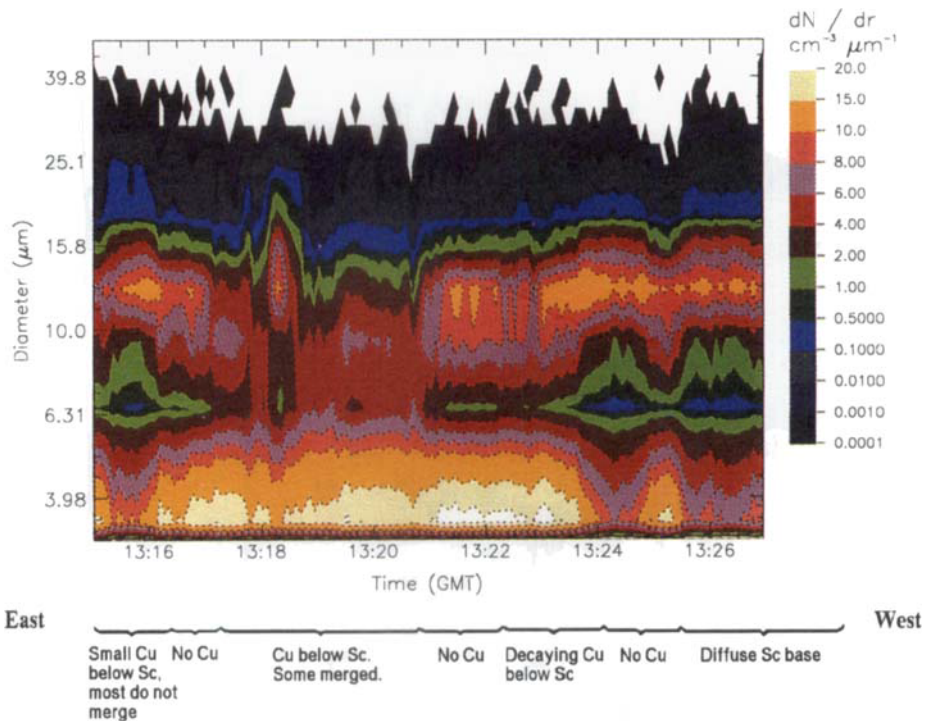 dN / dr
cm⁻³ μm⁻¹
39.8
25.1
15.8
10.0
6.31
3.98
Diameter (μm)
20.0
15.0
10.0
8.00
6.00
4.00
2.00
1.00
0.5000
0.1000
0.0100
0.0010
0.0001
13:16 13:18 13:20 13:22 13:24 13:26
Time (GMT)
East
West
Small Cu
below Sc,
most do not
merge
No Cu
Cu below Sc.
Some merged.
No Cu
Decaying Cu
below Sc
No Cu
Diffuse Sc base